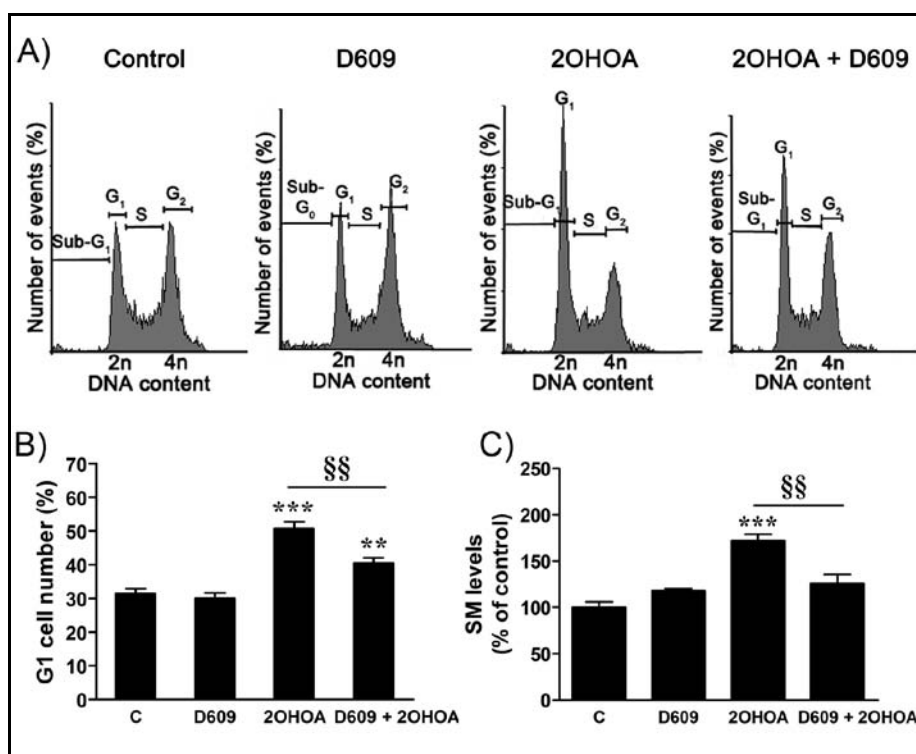 A)
Control
D609
2OHOA
2OHOA + D609
Number of events (%)
Sub-G1
G1
S
G2
2n 4n
DNA content
Number of events (%)
Sub-
G0
G1
S
G2
2n 4n
DNA content
Number of events (%)
Sub-G1
G1
S
G2
2n 4n
DNA content
Number of events (%)
Sub-
G1
G1
S
G2
2n 4n
DNA content
B)
G1 cell number (%)
70
60
50
40
30
20
10
0
§§
***
**
C D609 2OHOA D609 + 2OHOA
C)
SM levels
(% of control)
250
200
150
100
50
0
§§
***
C D609 2OHOA D609 + 2OHOA